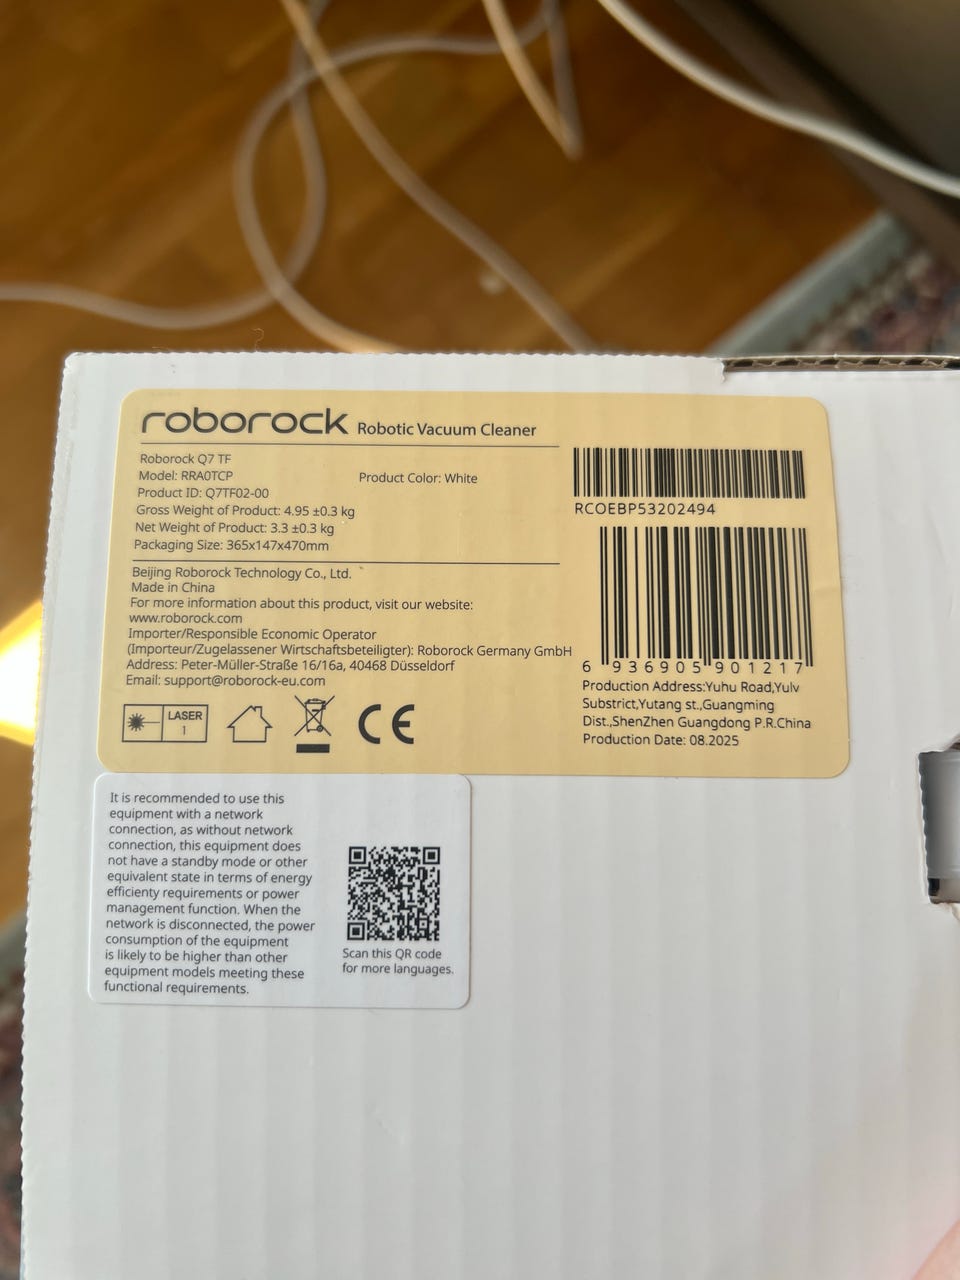 roborock Robotic Vacuum Cleaner
Roborock Q7 TF
Model: RRA0TCP
Product Color: White
Product ID: Q7TF02-00
Gross Weight of Product: 4.95 ±0.3 kg
Net Weight of Product: 3.3 ±0.3 kg
Packaging Size: 365x147x470mm
Beijing Roborock Technology Co., Ltd.
Made in China
For more information about this product, visit our website:
www.roborock.com
Importer/Responsible Economic Operator
(Importeur/Zugelassener Wirtschaftsbeteiligter): Roborock Germany GmbH
Address: Peter-Müller-Straße 16/16a, 40468 Düsseldorf
Email: support@roborock-eu.com
LASER
1
CE
RCOEBP53202494
6 936905 901217
Production Address:Yuhu Road,Yulv
Substrict,Yutang st.,Guangming
Dist.,ShenZhen Guangdong P.R.China
Production Date: 08.2025
It is recommended to use this
equipment with a network
connection, as without network
connection, this equipment does
not have a standby mode or other
equivalent state in terms of energy
efficienty requirements or power
management function. When the
network is disconnected, the power
consumption of the equipment
is likely to be higher than other
equipment models meeting these
functional requirements.
Scan this QR code
for more languages.